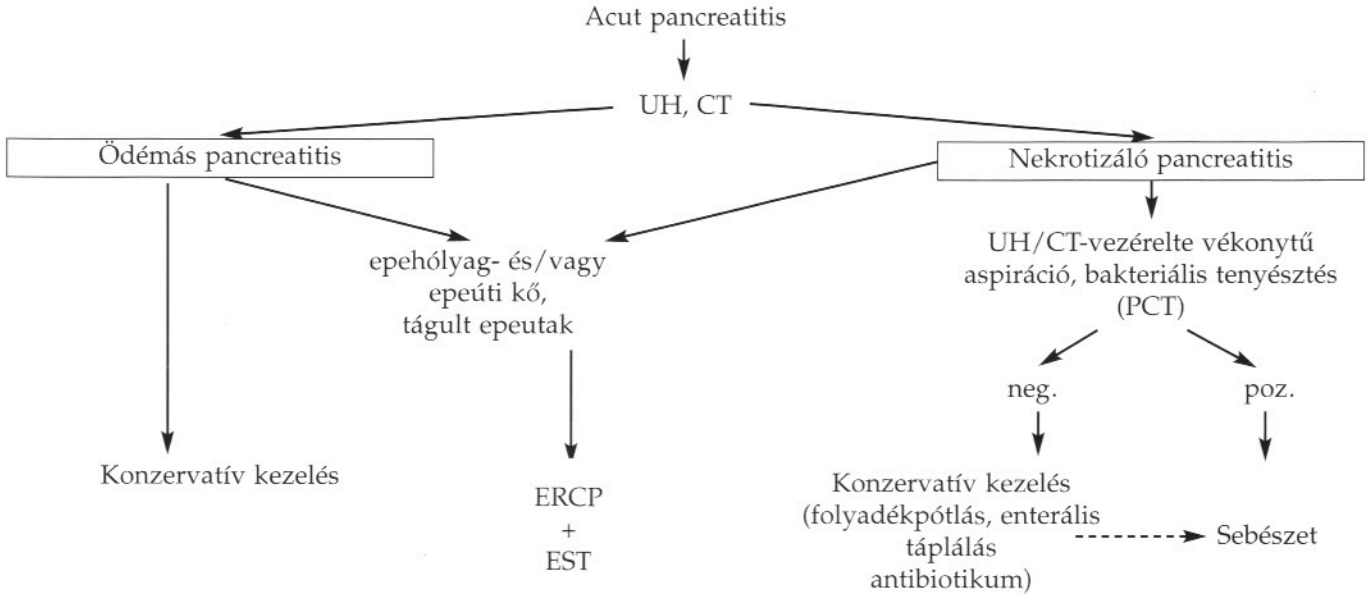 Acut pancreatitis
UH, CT
Ödémás pancreatitis
Nekrotizáló pancreatitis
epehólyag- és/vagy
epeúti kő,
tágult epeutak
UH/CT-vezérelte vékonytű
aspiráció, bakteriális tenyésztés
(PCT)
neg.
poz.
Konzervatív kezelés
ERCP
+
EST
Konzervatív kezelés
(folyadékpótlás, enterális
táplálás
antibiotikum)
Sebészet